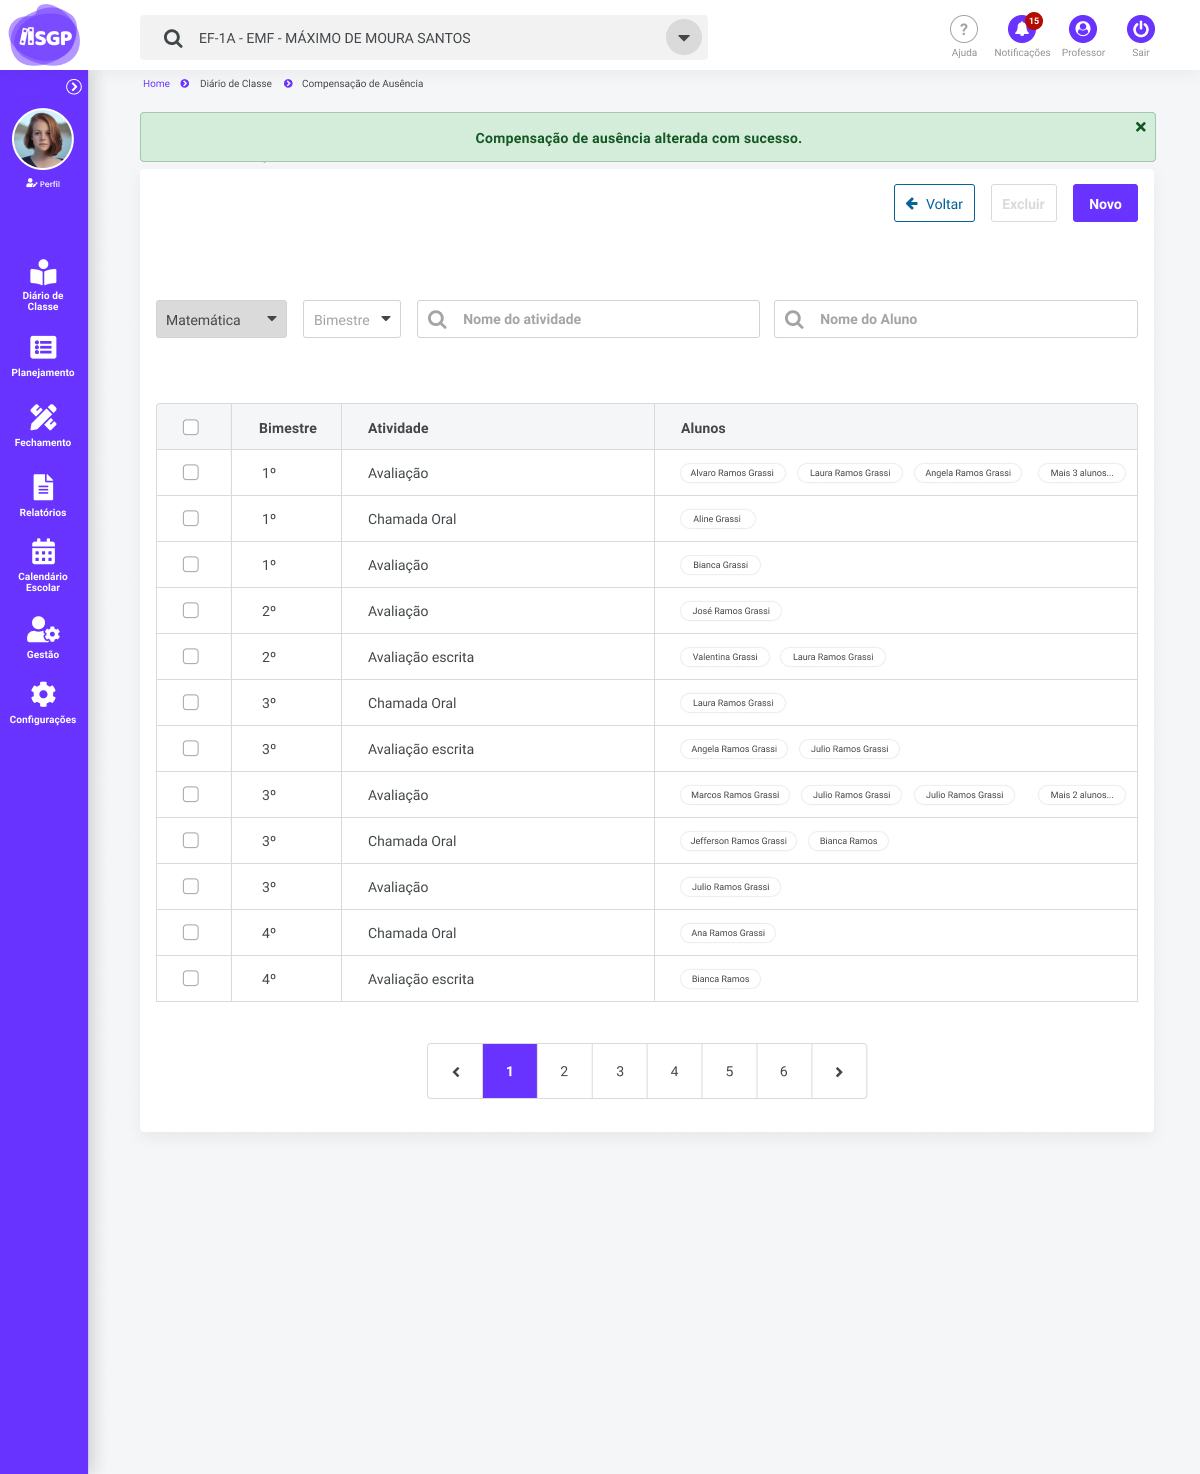 SGP
EF-1A - EMF - MÁXIMO DE MOURA SANTOS
?
15
Ajuda
Notificações
Professor
Sair
Home
Diário de Classe
Compensação de Ausência
Compensação de ausência alterada com sucesso.
Perfil
Diário de
Classe
Planejamento
Fechamento
Relatórios
Calendário
Escolar
Gestão
Configurações
Voltar
Excluir
Novo
Matemática
Bimestre
Nome do atividade
Nome do Aluno
Bimestre Atividade Alunos
1º Avaliação Alvaro Ramos Grassi Laura Ramos Grassi Angela Ramos Grassi Mais 3 alunos...
1º Chamada Oral Aline Grassi
1º Avaliação Bianca Grassi
2º Avaliação José Ramos Grassi
2º Avaliação escrita Valentina Grassi Laura Ramos Grassi
3º Chamada Oral Laura Ramos Grassi
3º Avaliação escrita Angela Ramos Grassi Julio Ramos Grassi
3º Avaliação Marcos Ramos Grassi Julio Ramos Grassi Julio Ramos Grassi Mais 2 alunos...
3º Chamada Oral Jefferson Ramos Grassi Bianca Ramos
3º Avaliação Julio Ramos Grassi
4º Chamada Oral Ana Ramos Grassi
4º Avaliação escrita Bianca Ramos
1 2 3 4 5 6